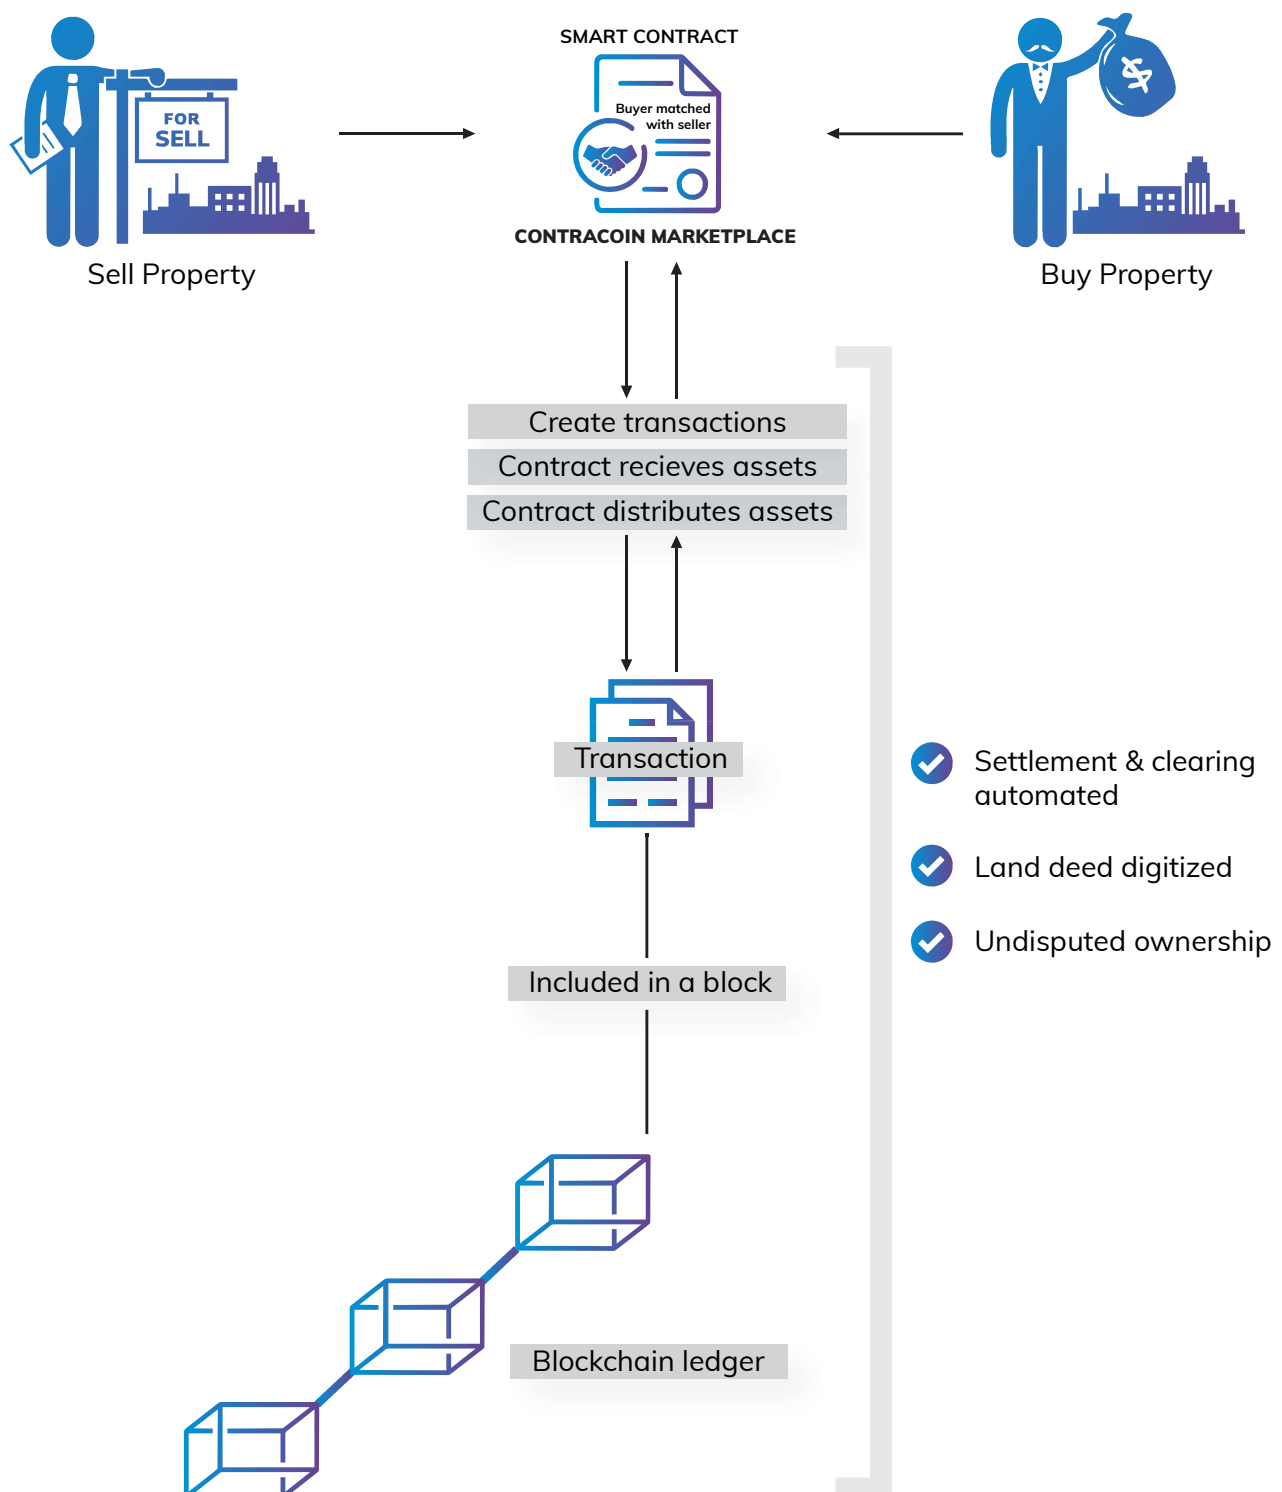 SMART CONTRACT
Buyer matched
with seller
FOR
SELL
$
CONTRACOIN MARKETPLACE
Sell Property
Buy Property
Create transactions
Contract recieves assets
Contract distributes assets
Transaction
Settlement & clearing
automated
Land deed digitized
Undisputed ownership
Included in a block
Blockchain ledger